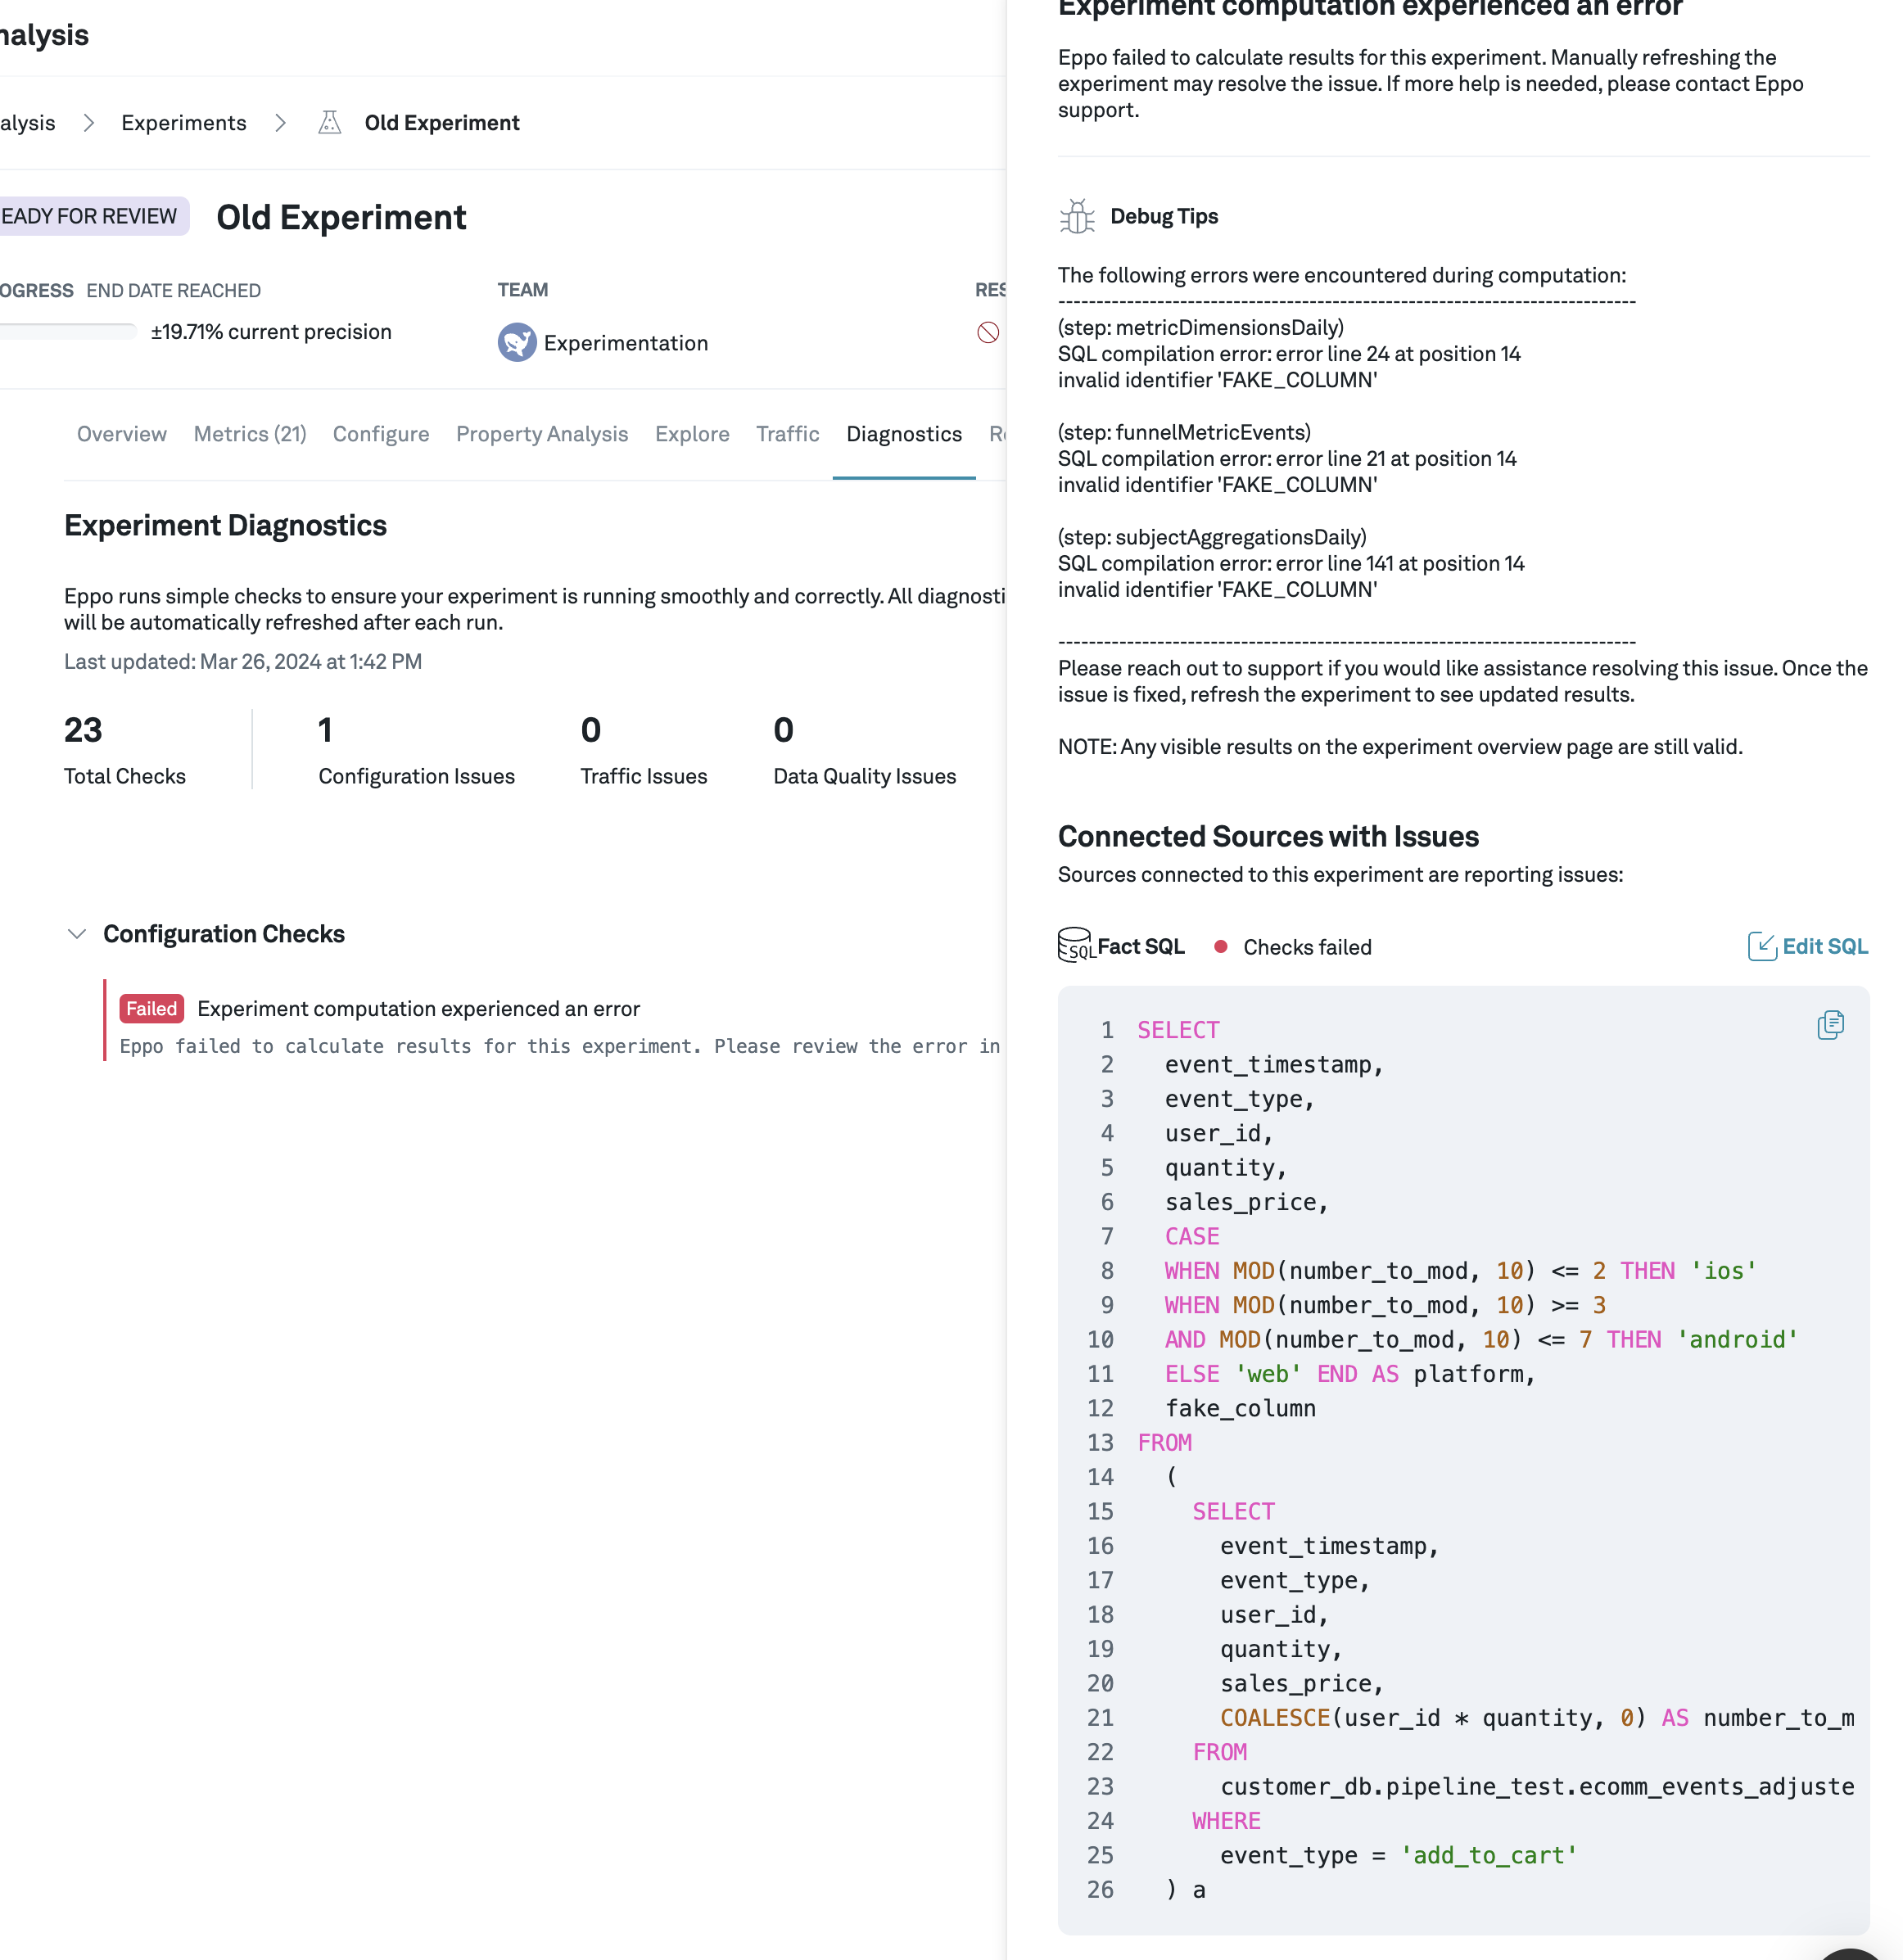 nalysis
alysis
Experiments
Old Experiment
EADY FOR REVIEW
Old Experiment
OGRESS END DATE REACHED
TEAM
RES
±19.71% current precision
Experimentation
Overview
Metrics (21)
Configure
Property Analysis
Explore
Traffic
Diagnostics
Re
Experiment Diagnostics
Eppo runs simple checks to ensure your experiment is running smoothly and correctly. All diagnosti
will be automatically refreshed after each run.
Last updated: Mar 26, 2024 at 1:42 PM
23
Total Checks
1
Configuration Issues
0
Traffic Issues
0
Data Quality Issues
Configuration Checks
Failed Experiment computation experienced an error
Eppo failed to calculate results for this experiment. Please review the error in
Experiment computation experienced an error
Eppo failed to calculate results for this experiment. Manually refreshing the
experiment may resolve the issue. If more help is needed, please contact Eppo
support.
Debug Tips
The following errors were encountered during computation:
----------------------------------------------------------------------------
(step: metricDimensionsDaily)
SQL compilation error: error line 24 at position 14
invalid identifier 'FAKE_COLUMN'
(step: funnelMetricEvents)
SQL compilation error: error line 21 at position 14
invalid identifier 'FAKE_COLUMN'
(step: subjectAggregationsDaily)
SQL compilation error: error line 141 at position 14
invalid identifier 'FAKE_COLUMN'
----------------------------------------------------------------------------
Please reach out to support if you would like assistance resolving this issue. Once the
issue is fixed, refresh the experiment to see updated results.
NOTE: Any visible results on the experiment overview page are still valid.
Connected Sources with Issues
Sources connected to this experiment are reporting issues:
SQL Fact SQL Checks failed Edit SQL
1 SELECT
2 event_timestamp,
3 event_type,
4 user_id,
5 quantity,
6 sales_price,
7 CASE
8 WHEN MOD(number_to_mod, 10) <= 2 THEN 'ios'
9 WHEN MOD(number_to_mod, 10) >= 3
10 AND MOD(number_to_mod, 10) <= 7 THEN 'android'
11 ELSE 'web' END AS platform,
12 fake_column
13 FROM
14 (
15 SELECT
16 event_timestamp,
17 event_type,
18 user_id,
19 quantity,
20 sales_price,
21 COALESCE(user_id * quantity, 0) AS number_to_m
22 FROM
23 customer_db.pipeline_test.ecomm_events_adjuste
24 WHERE
25 event_type = 'add_to_cart'
26 ) a